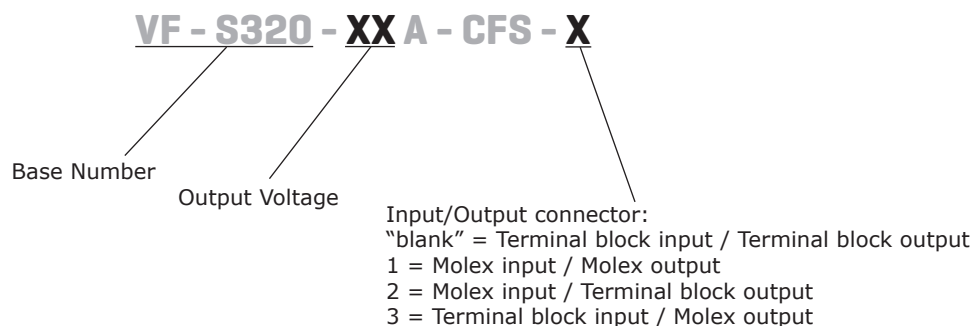 VF - S320 - XX A - CFS - X
Base Number
Output Voltage
Input/Output connector:
“blank” = Terminal block input / Terminal block output
1 = Molex input / Molex output
2 = Molex input / Terminal block output
3 = Terminal block input / Molex output